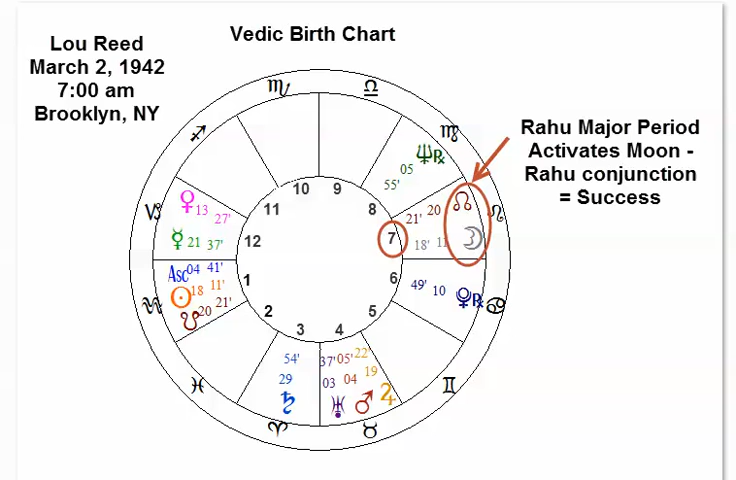 Vedic Birth Chart
Lou Reed
March 2, 1942
7:00 am
Brooklyn, NY
Rahu Major Period
Activates Moon -
Rahu conjunction
= Success
05
55'
21' 20
18' 11
49' 10
22'
19
05'
04
37'
03
54'
29
13 27'
21 37'
Asc 04 41'
18 11'
20 21'
1
2
3
4
5
6
7
8
9
10
11
12